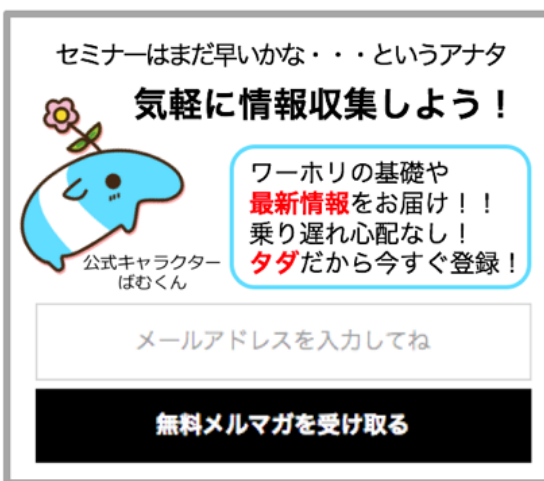 セミナーはまだ早いかな・・・というアナタ
気軽に情報収集しよう！
ワーホリの基礎や
最新情報をお届け！！
乗り遅れ心配なし！
タダだから今すぐ登録！
公式キャラクター
ばむくん
メールアドレスを入力してね
無料メルマガを受け取る